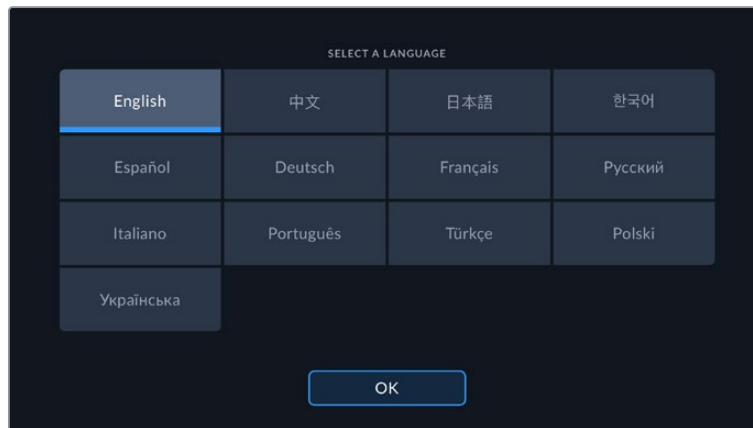 SELECT A LANGUAGE
English 中文 日本語 한국어
Español Deutsch Français Русский
Italiano Português Türkçe Polski
Українська
OK